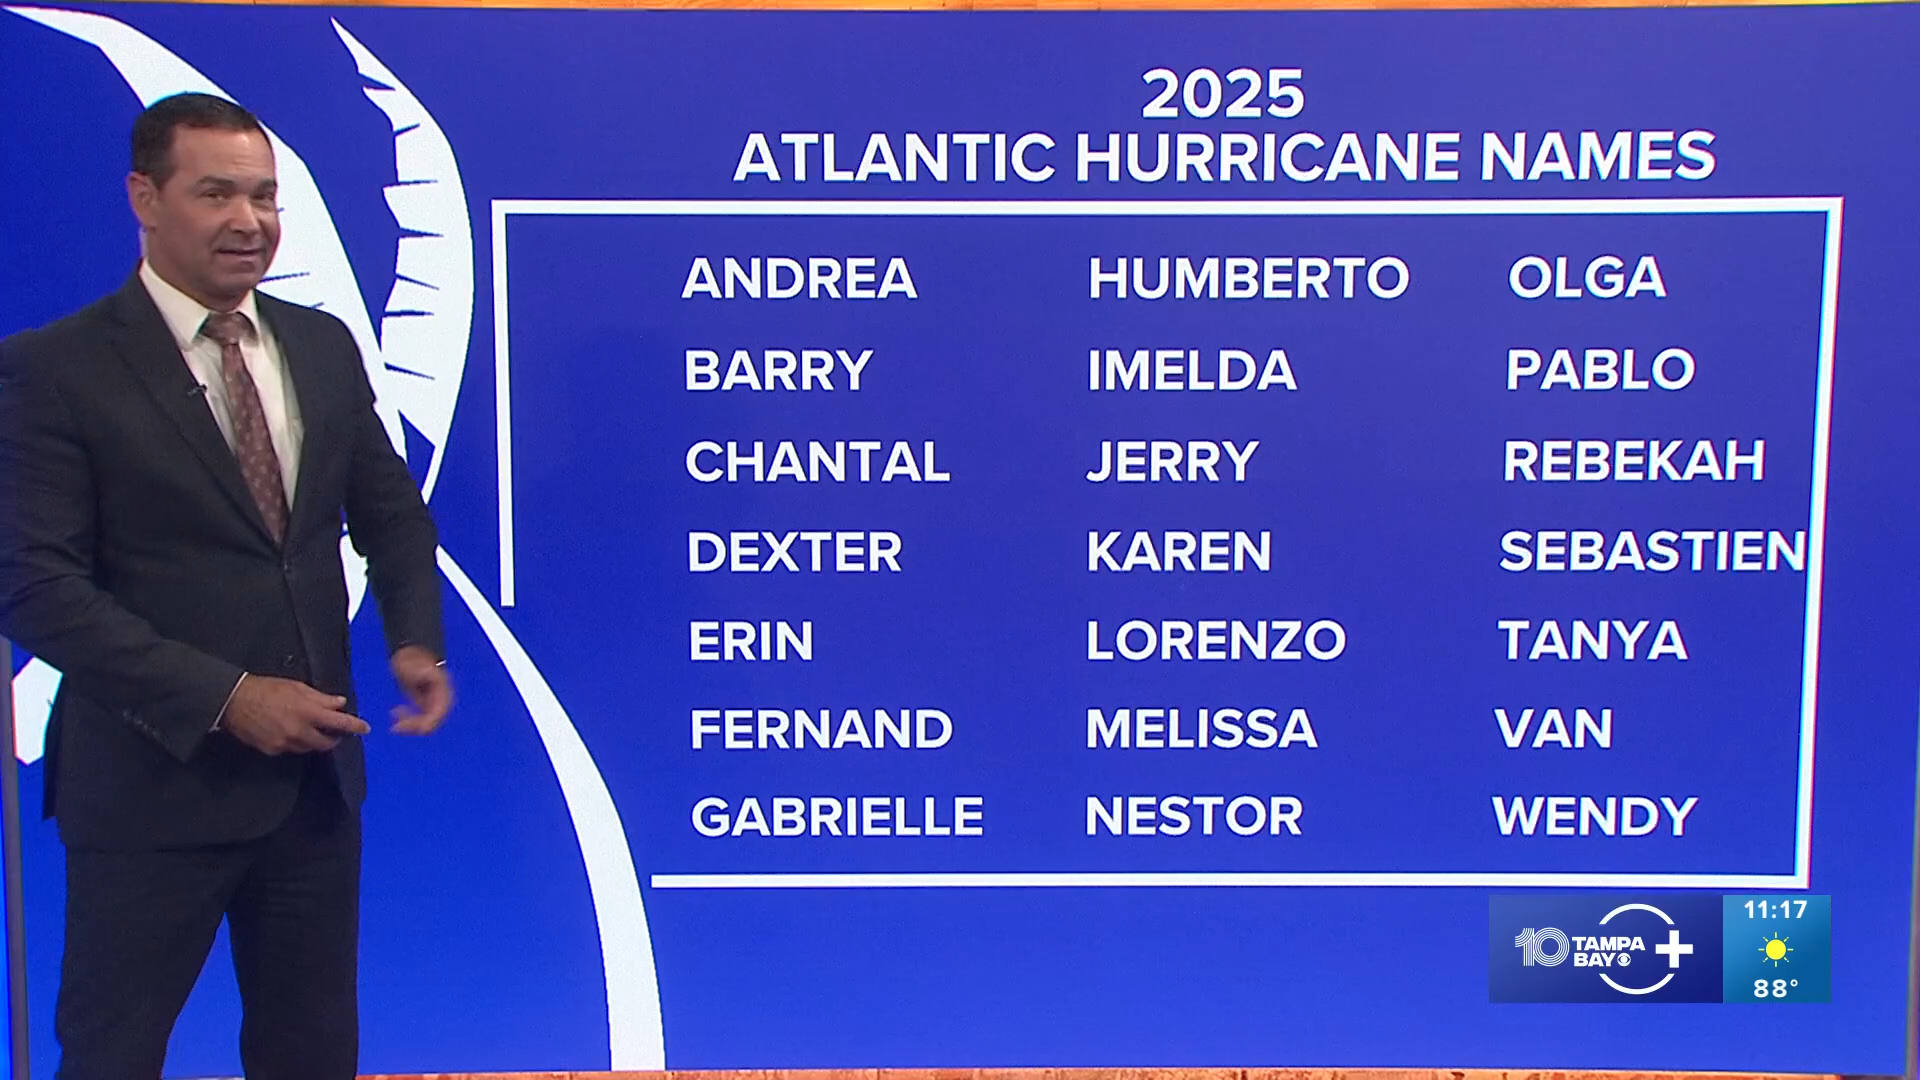 2025
ATLANTIC HURRICANE NAMES
ANDREA
BARRY
CHANTAL
DEXTER
ERIN
FERNAND
GABRIELLE
HUMBERTO
IMELDA
JERRY
KAREN
LORENZO
MELISSA
NESTOR
OLGA
PABLO
REBEKAH
SEBASTIEN
TANYA
VAN
WENDY
10 TAMPA BAY +
11:17
88°